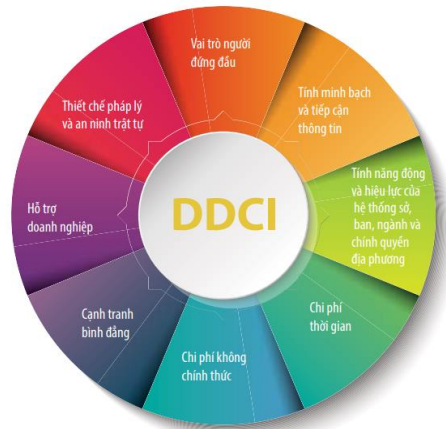 Vai trò người
đứng đầu
Tính minh bạch
và tiếp cận
thông tin
Tính năng động
và hiệu lực của
hệ thống sở,
ban, ngành và
chính quyền
địa phương
Chi phí
thời gian
Chi phí không
chính thức
Cạnh tranh
bình đẳng
Hỗ trợ
doanh nghiệp
Thiết chế pháp lý
và an ninh trật tự
DDCI